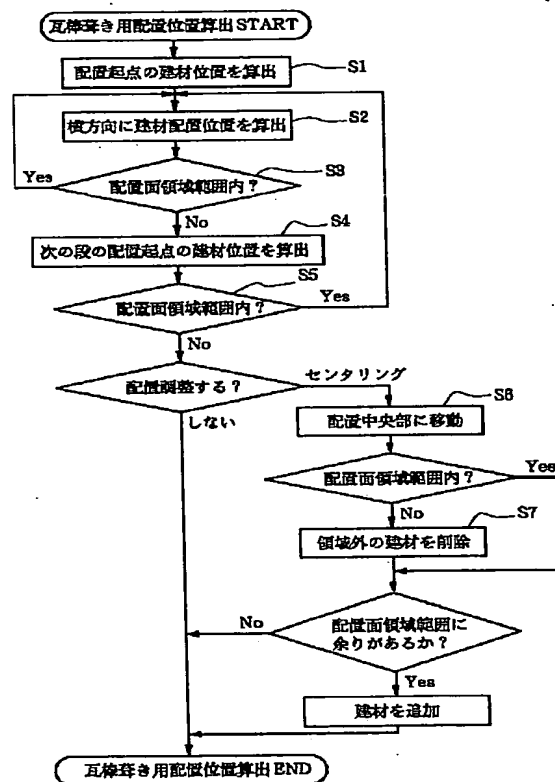 瓦棒葺き用配置位置算出START
配置起点の建材位置を算出
S1
横方向に建材配置位置を算出
S2
配置面領域範囲内?
S3
Yes
No
次の段の配置起点の建材位置を算出
S4
配置面領域範囲内?
S5
Yes
No
配置調整する?
センタリング
しない
配置中央部に移動
S6
配置面領域範囲内?
Yes
No
領域外の建材を削除
S7
配置面領域範囲に
余りがあるか?
No
Yes
建材を追加
瓦棒葺き用配置位置算出END